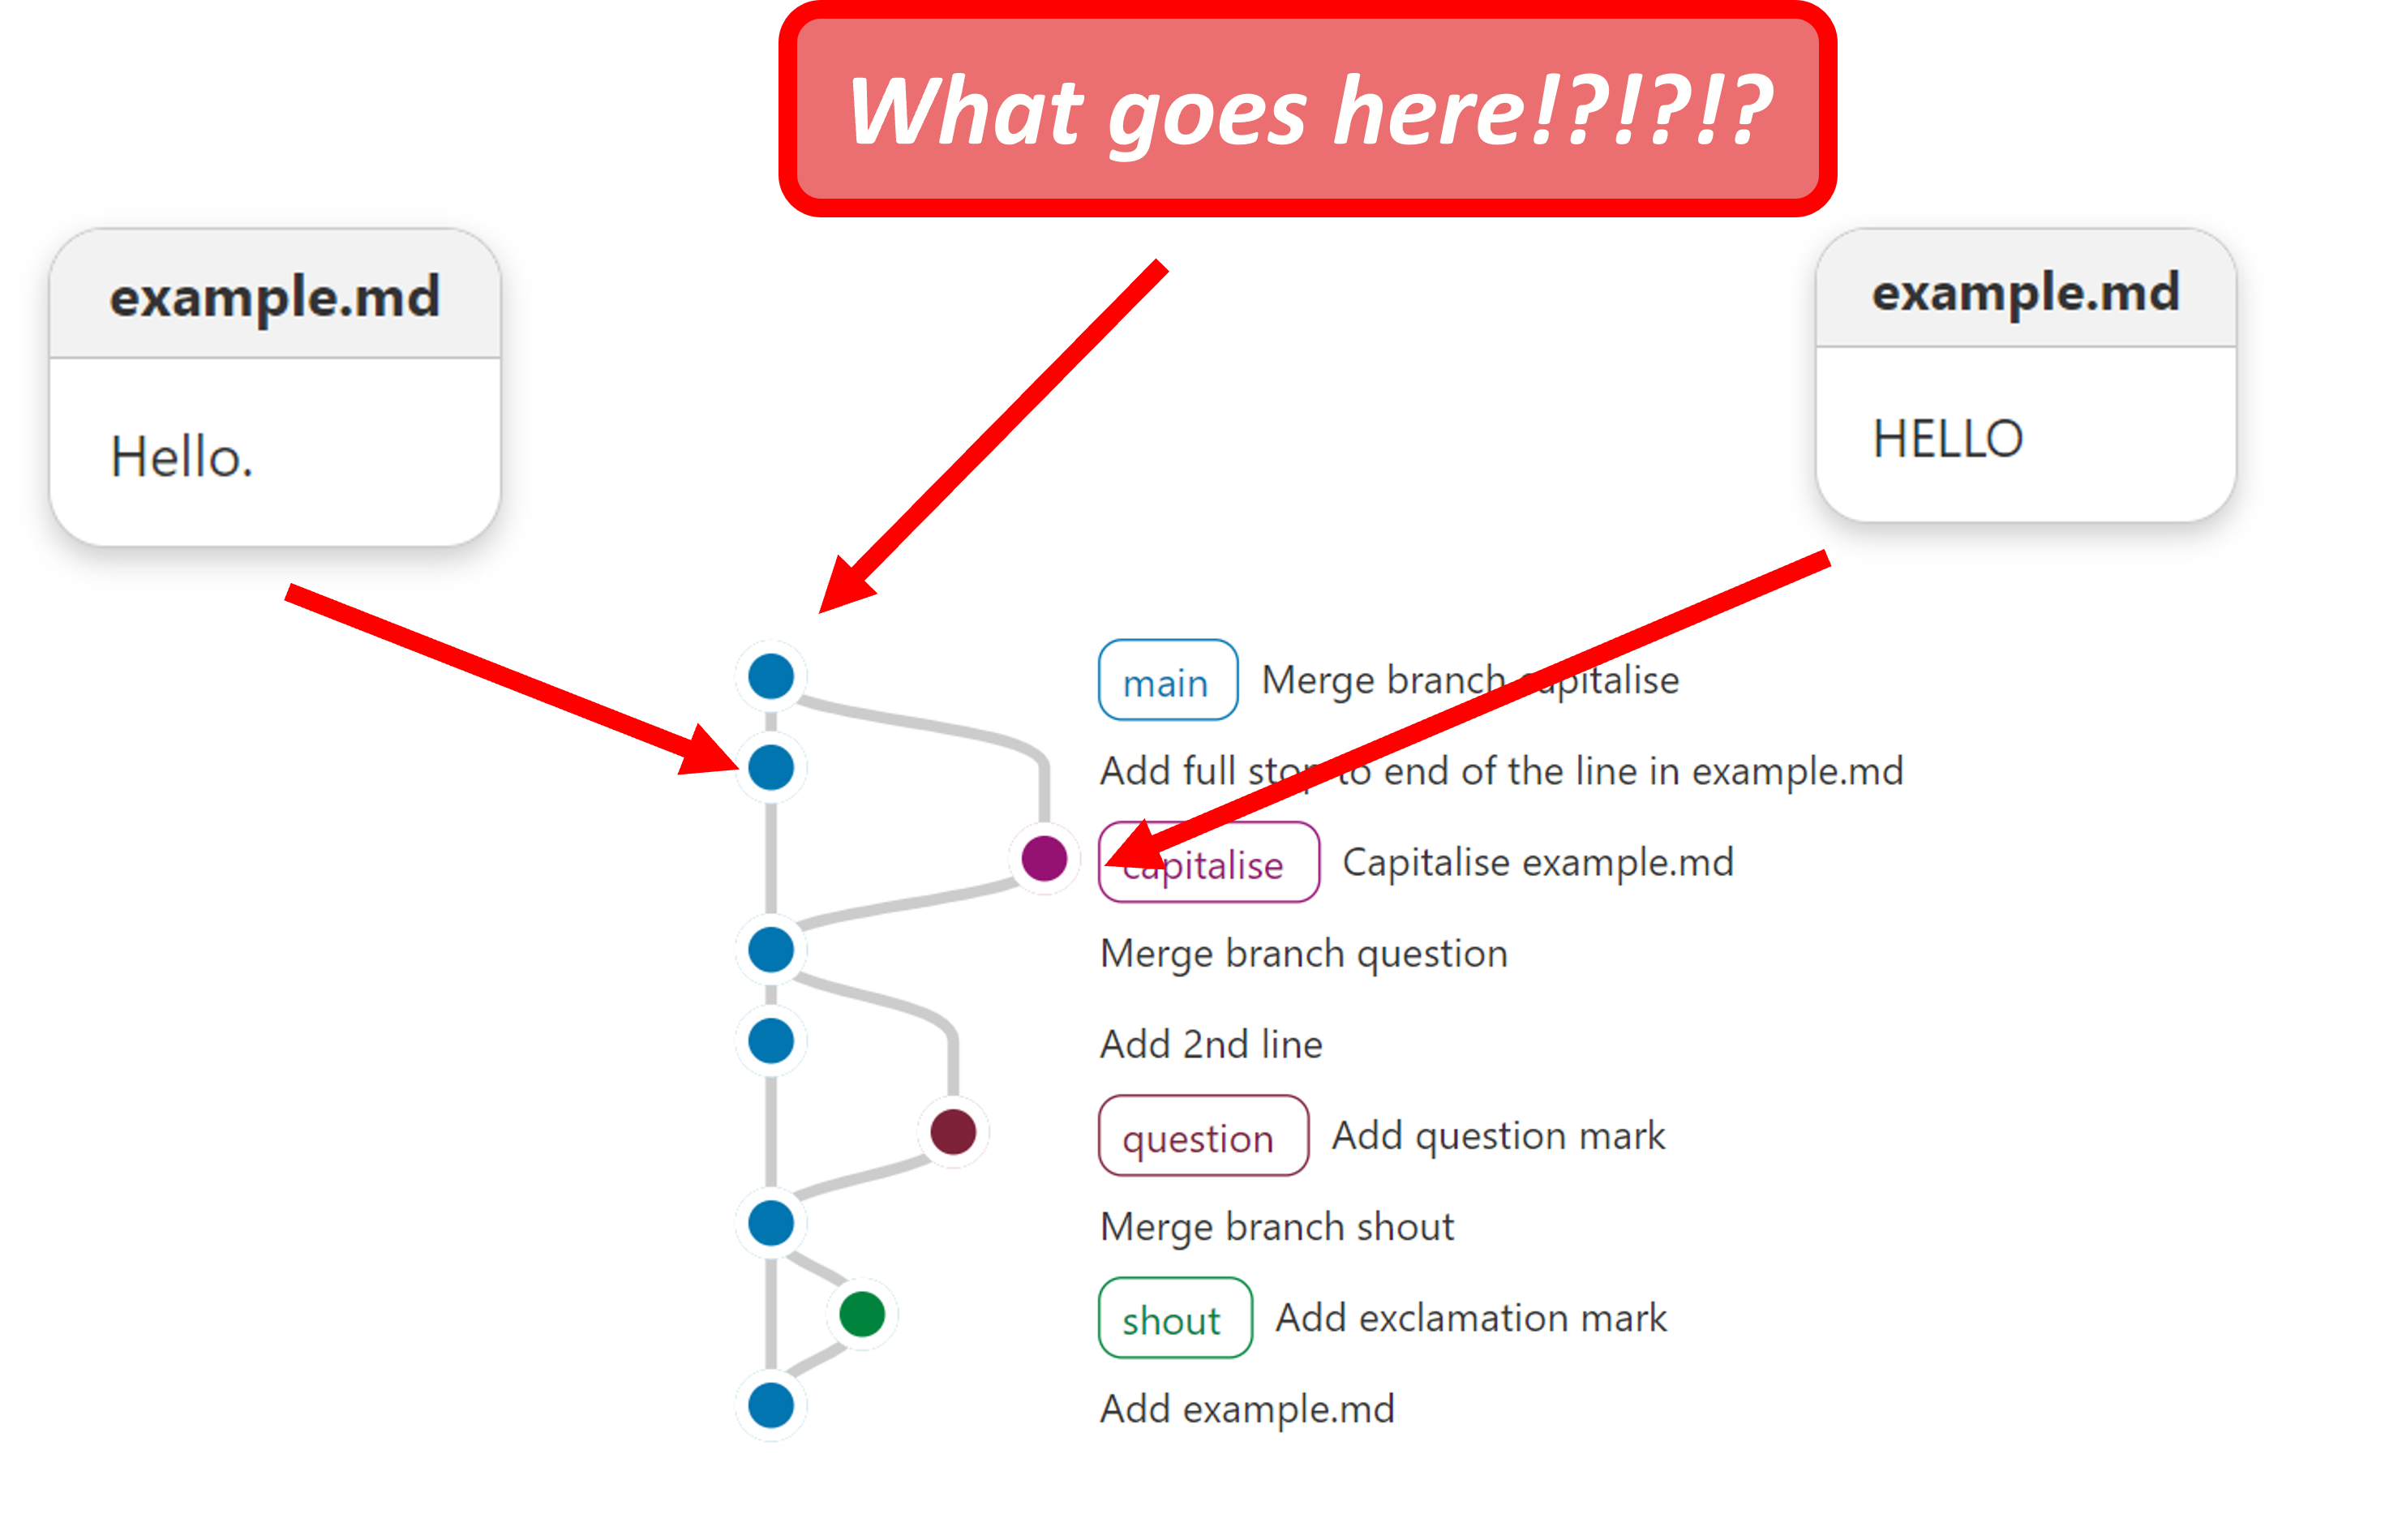 What goes here!?!?!?
example.md
Hello.
example.md
HELLO
main Merge branch capitalise
Add full stop to end of the line in example.md
capitalise Capitalise example.md
Merge branch question
Add 2nd line
question Add question mark
Merge branch shout
shout Add exclamation mark
Add example.md